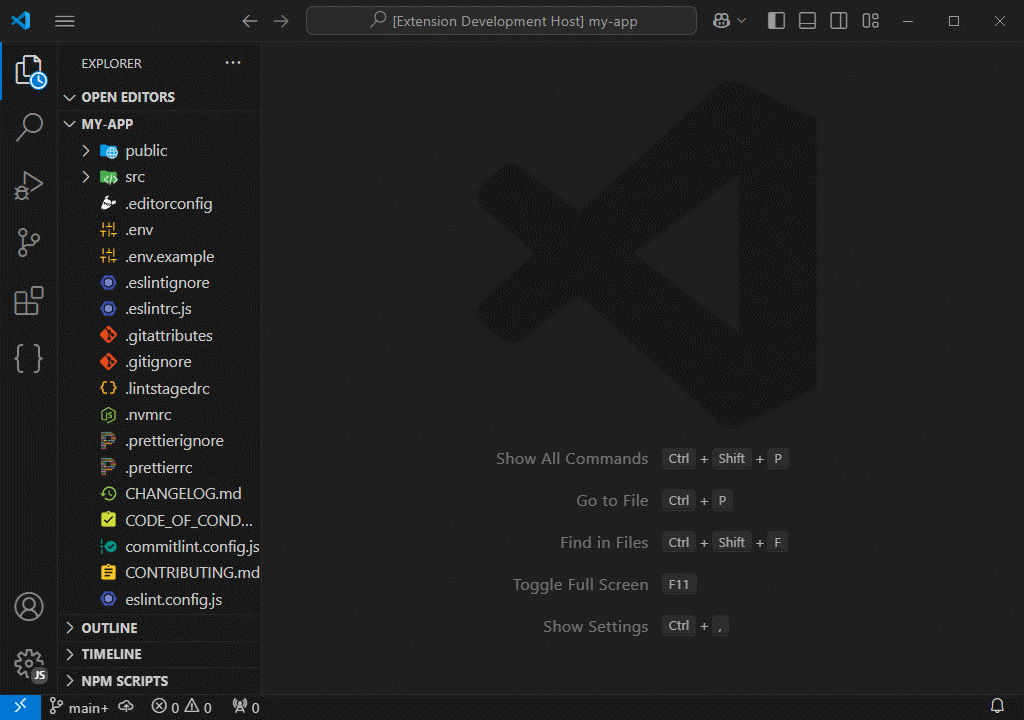 [Extension Development Host] my-app
EXPLORER
OPEN EDITORS
MY-APP
public
src
.editorconfig
.env
.env.example
.eslintignore
.eslintrc.js
.gitattributes
.gitignore
.lintstagedrc
.nvmrc
.prettierignore
.prettierrc
CHANGELOG.md
CODE_OF_COND...
commitlint.config.js
CONTRIBUTING.md
eslint.config.js
OUTLINE
TIMELINE
NPM SCRIPTS
Show All Commands Ctrl + Shift + P
Go to File Ctrl + P
Find in Files Ctrl + Shift + F
Toggle Full Screen F11
Show Settings Ctrl + ,
JS
main+ 0 0 0